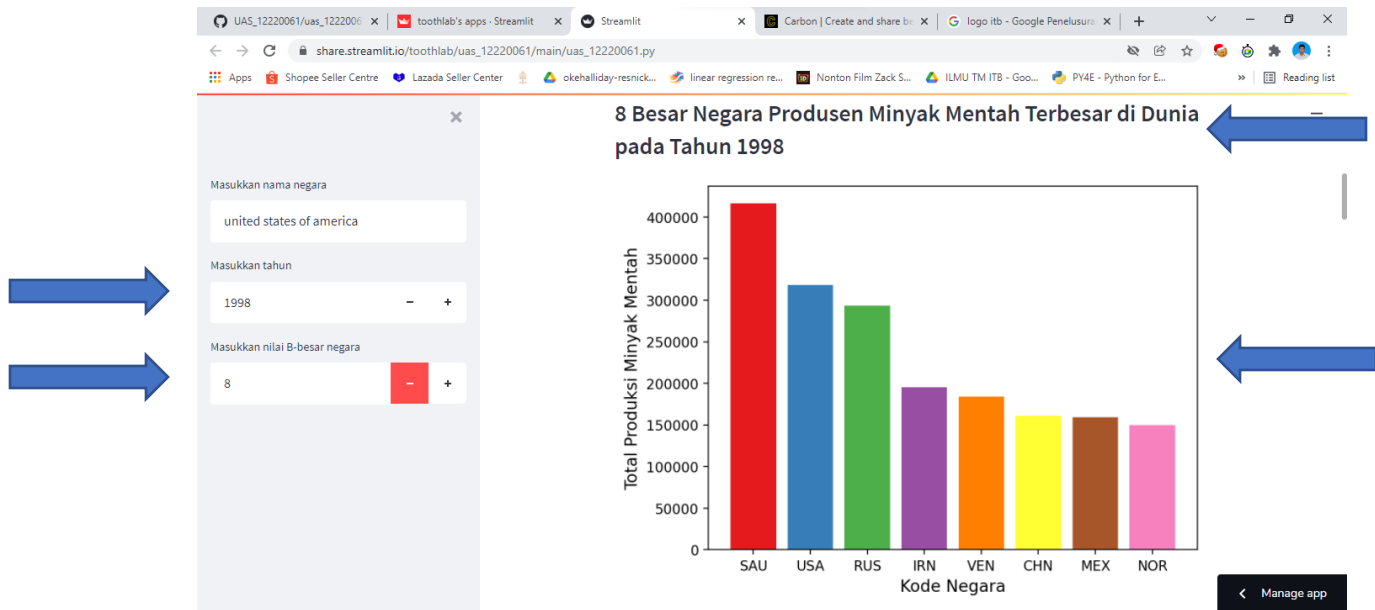 UAS_12220061/uas_1222006
toothlab's apps · Streamlit
Streamlit
Carbon | Create and share be
logo itb - Google Penelusura
share.streamlit.io/toothlab/uas_12220061/main/uas_12220061.py
Apps
Shopee Seller Centre
Lazada Seller Center
okehalliday-resnick...
linear regression re...
Nonton Film Zack S...
ILMU TM ITB - Goo...
PY4E - Python for E...
»
Reading list
Masukkan nama negara
united states of america
Masukkan tahun
1998
Masukkan nilai B-besar negara
8
8 Besar Negara Produsen Minyak Mentah Terbesar di Dunia
pada Tahun 1998
Total Produksi Minyak Mentah
400000
350000
300000
250000
200000
150000
100000
50000
0
SAU USA RUS IRN VEN CHN MEX NOR
Kode Negara
Manage app